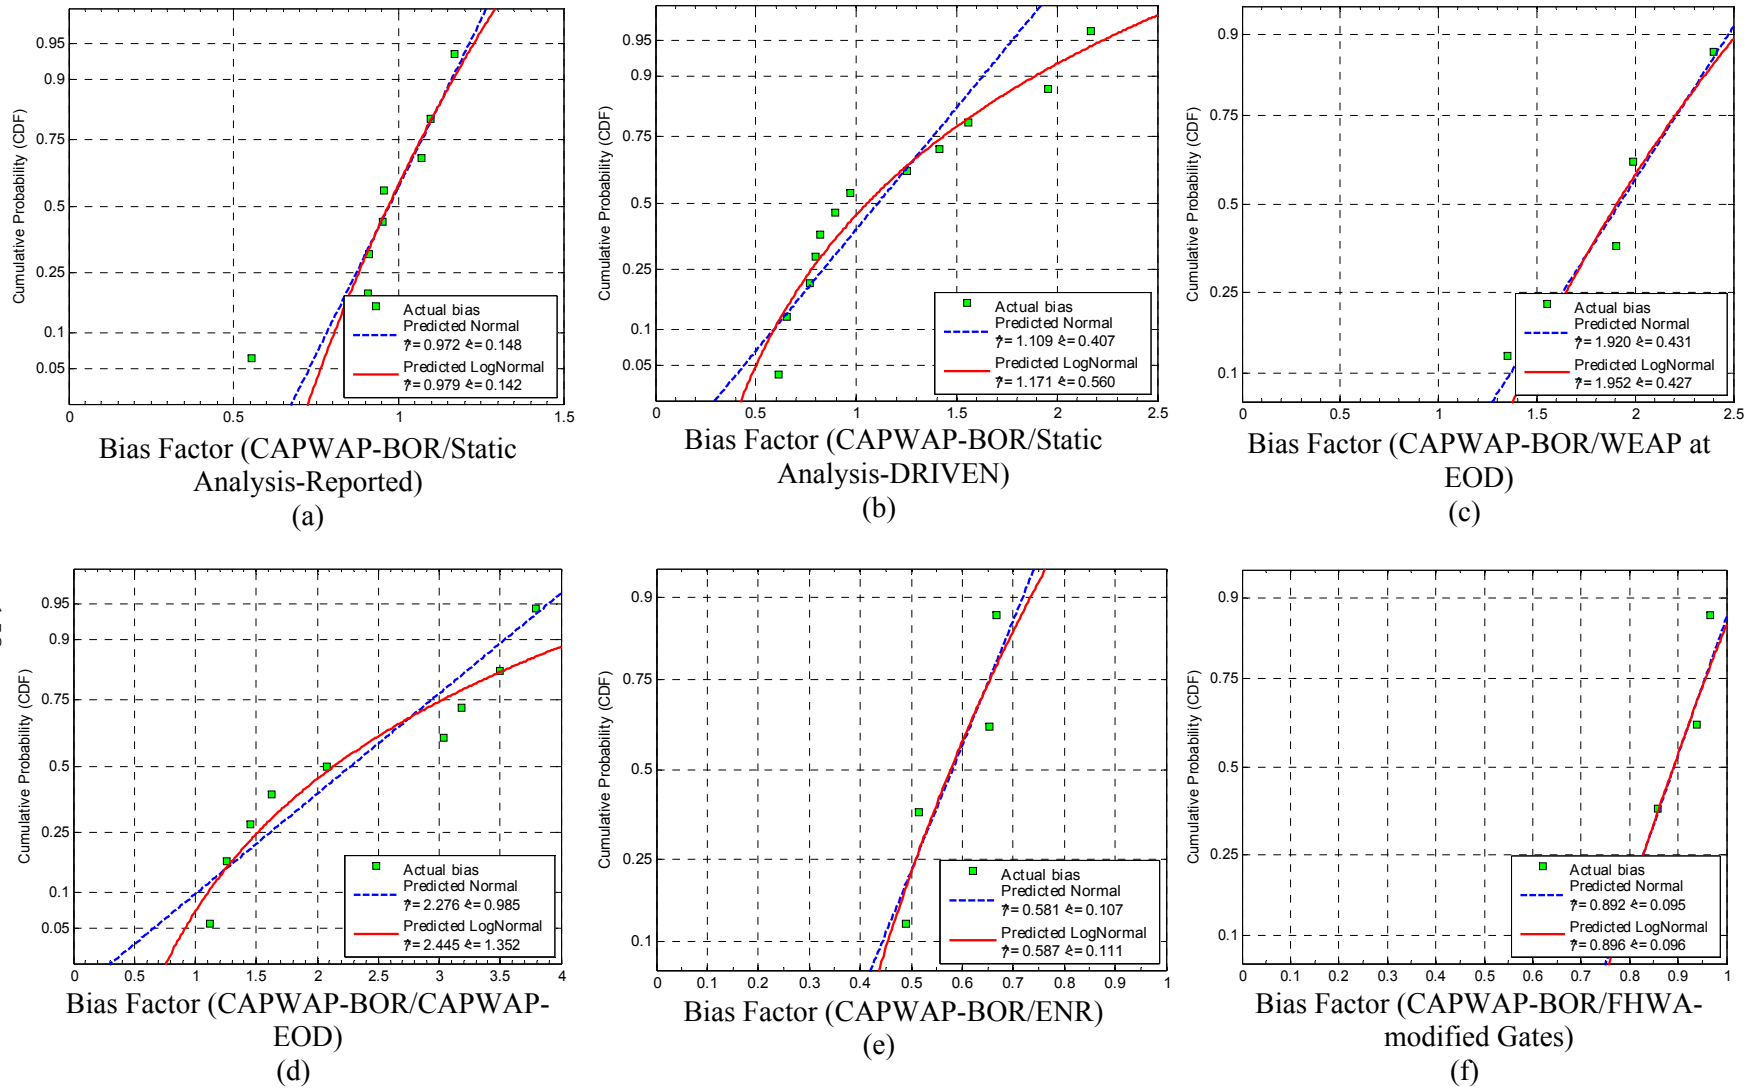 Cumulative Probability (CDF)
0.95
0.9
0.75
0.5
0.25
0.1
0.05
0 0.5 1 1.5
Actual bias
Predicted Normal
= 0.972 = 0.148
Predicted LogNormal
= 0.979 = 0.142
Bias Factor (CAPWAP-BOR/Static
Analysis-Reported)
(a)
Cumulative Probability (CDF)
0.95
0.9
0.75
0.5
0.25
0.1
0.05
0 0.5 1 1.5 2 2.5
Actual bias
Predicted Normal
= 1.109 = 0.407
Predicted LogNormal
= 1.171 = 0.560
Bias Factor (CAPWAP-BOR/Static
Analysis-DRIVEN)
(b)
Cumulative Probability (CDF)
0.9
0.75
0.5
0.25
0.1
0 0.5 1 1.5 2 2.5
Actual bias
Predicted Normal
= 1.920 = 0.431
Predicted LogNormal
= 1.952 = 0.427
Bias Factor (CAPWAP-BOR/WEAP at
EOD)
(c)
Cumulative Probability (CDF)
0.95
0.9
0.75
0.5
0.25
0.1
0.05
0 0.5 1 1.5 2 2.5 3 3.5 4
Actual bias
Predicted Normal
= 2.276 = 0.985
Predicted LogNormal
= 2.445 = 1.352
Bias Factor (CAPWAP-BOR/CAPWAP-
EOD)
(d)
Cumulative Probability (CDF)
0.9
0.75
0.5
0.25
0.1
0 0.1 0.2 0.3 0.4 0.5 0.6 0.7 0.8 0.9 1
Actual bias
Predicted Normal
= 0.581 = 0.107
Predicted LogNormal
= 0.587 = 0.111
Bias Factor (CAPWAP-BOR/ENR)
(e)
Cumulative Probability (CDF)
0.9
0.75
0.5
0.25
0.1
0 0.1 0.2 0.3 0.4 0.5 0.6 0.7 0.8 0.9 1
Actual bias
Predicted Normal
= 0.892 = 0.095
Predicted LogNormal
= 0.896 = 0.096
Bias Factor (CAPWAP-BOR/FHWA-
modified Gates)
(f)